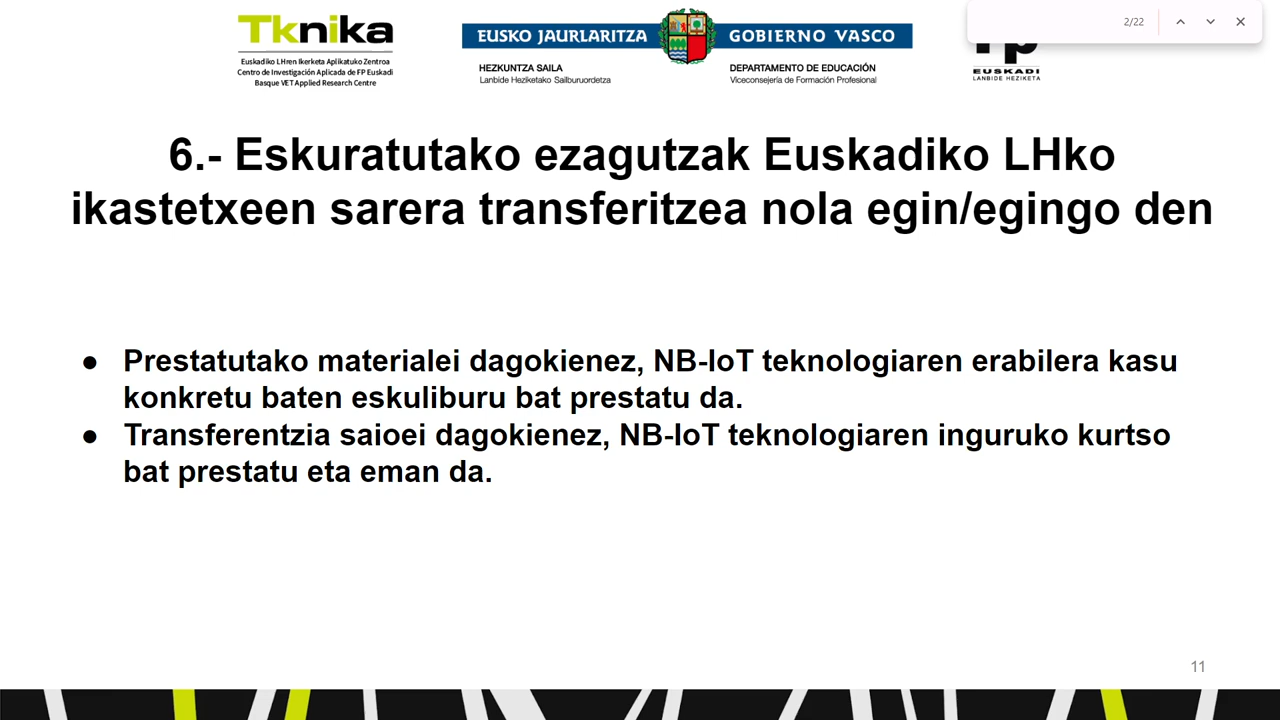 Tknika
Euskadiko LHren Ikerketa Aplikatuko Zentroa
Centro de Investigación Aplicada de FP Euskadi
Basque VET Applied Research Centre
EUSKO JAURLARITZA GOBIERNO VASCO
HEZKUNTZA SAILA
Lanbide Heziketako Sailburuordetza
DEPARTAMENTO DE EDUCACIÓN
Viceconsejería de Formación Profesional
EUSKADI
LANBIDE HEZIKETA
2/22
6.- Eskuratutako ezagutzak Euskadiko LHko
ikastetxeen sarera transferitzea nola egin/egingo den
● Prestatutako materialei dagokienez, NB-IoT teknologiaren erabilera kasu
konkretu baten eskuliburu bat prestatu da.
● Transferentzia saioei dagokienez, NB-IoT teknologiaren inguruko kurtso
bat prestatu eta eman da.
11